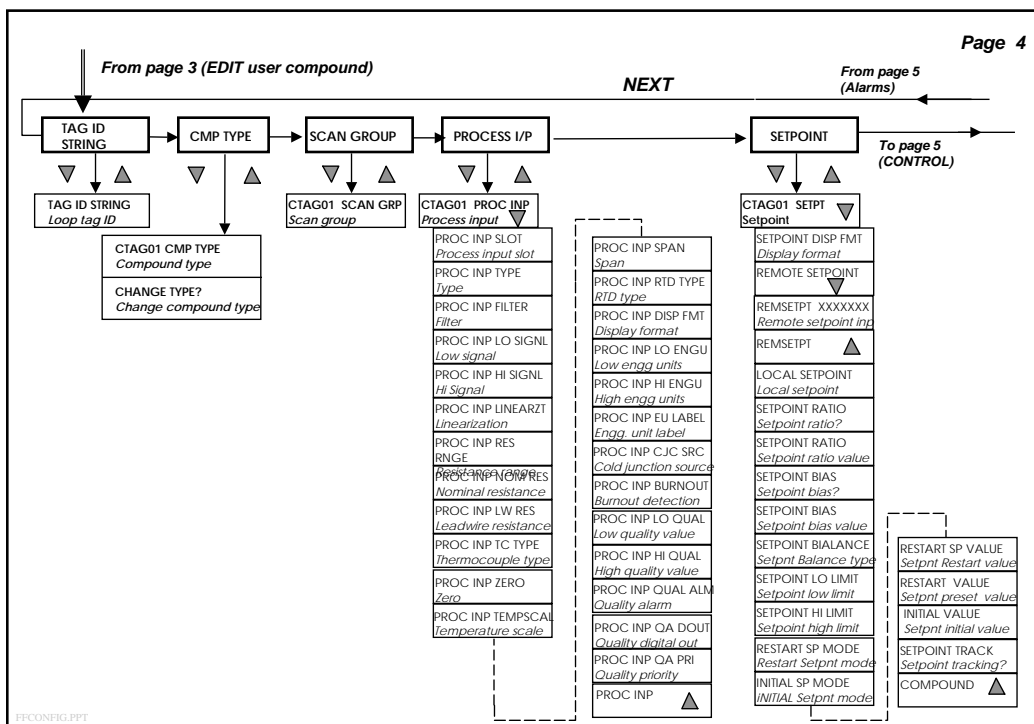 Page 4
From page 3 (EDIT user compound)
NEXT
From page 5
(Alarms)
TAG ID
STRING
CMP TYPE
SCAN GROUP
PROCESS I/P
SETPOINT
To page 5
(CONTROL)
TAG ID STRING
Loop tag ID
CTAG01 CMP TYPE
Compound type
CHANGE TYPE?
Change compound type
CTAG01 SCAN GRP
Scan group
CTAG01 PROC INP
Process input
PROC INP SLOT
Process input slot
PROC INP TYPE
Type
PROC INP FILTER
Filter
PROC INP LO SIGNL
Low signal
PROC INP HI SIGNL
Hi Signal
PROC INP LINEARZT
Linearization
PROC INP RES
RNGE
Resistance range
PROC INP NOM RES
Nominal resistance
PROC INP LW RES
Leadwire resistance
PROC INP TC TYPE
Thermocouple type
PROC INP ZERO
Zero
PROC INP TEMPSCAL
Temperature scale
PROC INP SPAN
Span
PROC INP RTD TYPE
RTD type
PROC INP DISP FMT
Display format
PROC INP LO ENGU
Low engg units
PROC INP HI ENGU
High engg units
PROC INP EU LABEL
Engg. unit label
PROC INP CJC SRC
Cold junction source
PROC INP BURNOUT
Burnout detection
PROC INP LO QUAL
Low quality value
PROC INP HI QUAL
High quality value
PROC INP QUAL ALM
Quality alarm
PROC INP QA DOUT
Quality digital out
PROC INP QA PRI
Quality priority
PROC INP
CTAG01 SETPT
Setpoint
SETPOINT DISP FMT
Display format
REMOTE SETPOINT
REMSETPT XXXXXXX
Remote setpoint inp
REMSETPT
LOCAL SETPOINT
Local setpoint
SETPOINT RATIO
Setpoint ratio?
SETPOINT RATIO
Setpoint ratio value
SETPOINT BIAS
Setpoint bias?
SETPOINT BIAS
Setpoint bias value
SETPOINT BIALANCE
Setpnt Balance type
SETPOINT LO LIMIT
Setpoint low limit
SETPOINT HI LIMIT
Setpoint high limit
RESTART SP MODE
Restart Setpnt mode
INITIAL SP MODE
iNITIAL Setpnt mode
RESTART SP VALUE
Setpnt Restart value
RESTART VALUE
Setpnt preset value
INITIAL VALUE
Setpnt initial value
SETPOINT TRACK
Setpoint tracking?
COMPOUND
FFCONFIG.PPT